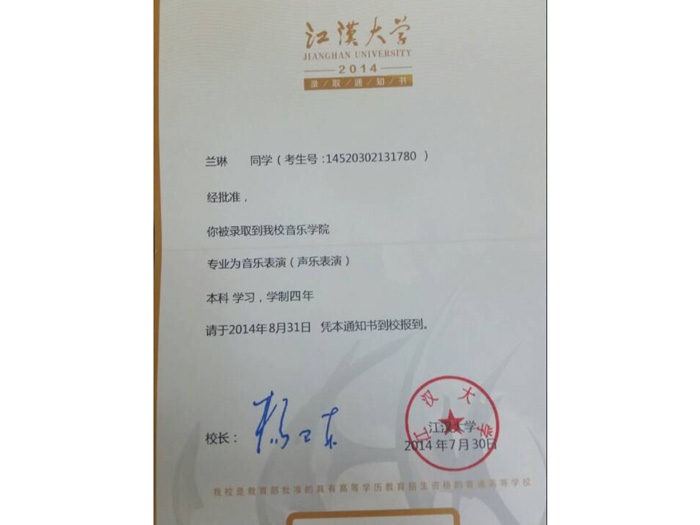 江漢大学
JIANGHAN UNIVERSITY
2014
录/取/通/知/书
兰琳 同学(考生号:14520302131780 )
经批准,
你被录取到我校音乐学院
专业为音乐表演(声乐表演)
本科 学习,学制四年
请于2014年8月31日 凭本通知书到校报到。
校长:
江汉大学
江汉大学
2014年7月30日
我校是教育部批准的具有高等学历教育招生资格的普通高等学校